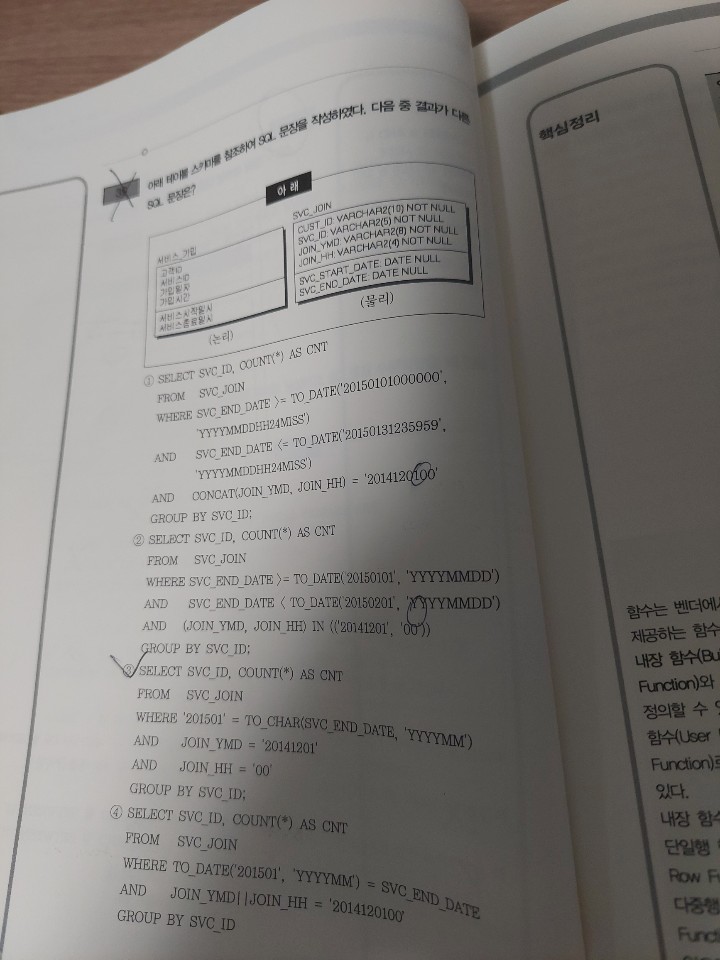 아래 테이블 스키마를 참조하여 SQL 문장을 작성하였다. 다음 중 결과가 다른
SQL 문장은?
아 래
서비스_가입
고객ID
서비스ID
가입일자
가입시간
서비스시작일시
서비스종료일시
(논리)
SVC_JOIN
CUST_ID: VARCHAR2(10) NOT NULL
SVC_ID: VARCHAR2(5) NOT NULL
JOIN_YMD: VARCHAR2(8) NOT NULL
JOIN_HH: VARCHAR2(4) NOT NULL
SVC_START_DATE: DATE NULL
SVC_END_DATE: DATE NULL
(물리)
① SELECT SVC_ID, COUNT(*) AS CNT
FROM SVC_JOIN
WHERE SVC_END_DATE >= TO_DATE('20150101000000',
'YYYYMMDDHH24MISS')
AND SVC_END_DATE <= TO_DATE('20150131235959',
'YYYYMMDDHH24MISS')
AND CONCAT(JOIN_YMD, JOIN_HH) = '2014120100'
GROUP BY SVC_ID;
② SELECT SVC_ID, COUNT(*) AS CNT
FROM SVC_JOIN
WHERE SVC_END_DATE >= TO_DATE('20150101', 'YYYYMMDD')
AND SVC_END_DATE < TO_DATE('20150201', 'YYYYMMDD')
AND (JOIN_YMD, JOIN_HH) IN (('20141201', '00'))
GROUP BY SVC_ID;
③ SELECT SVC_ID, COUNT(*) AS CNT
FROM SVC_JOIN
WHERE '201501' = TO_CHAR(SVC_END_DATE, 'YYYYMM')
AND JOIN_YMD = '20141201'
AND JOIN_HH = '00'
GROUP BY SVC_ID;
④ SELECT SVC_ID, COUNT(*) AS CNT
FROM SVC_JOIN
WHERE TO_DATE('201501', 'YYYYMM') = SVC_END_DATE
AND JOIN_YMD||JOIN_HH = '2014120100'
GROUP BY SVC_ID
핵심정리
함수는 벤더에서
제공하는 함수
내장 함수(Bu
Function)와
정의할 수 있
함수(User
Function)로
있다.
내장 함수
단일행
Row F
다중행
Funct